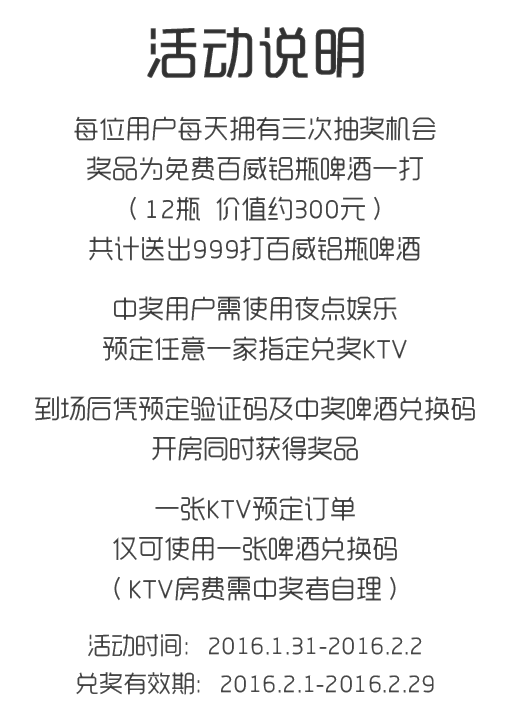 活动说明
每位用户每天拥有三次抽奖机会
奖品为免费百威铝瓶啤酒一打
（12瓶 价值约300元）
共计送出999打百威铝瓶啤酒
中奖用户需使用夜点娱乐
预定任意一家指定兑奖KTV
到场后凭预定验证码及中奖啤酒兑换码
开房同时获得奖品
一张KTV预定订单
仅可使用一张啤酒兑换码
（KTV房费需中奖者自理）
活动时间：2016.1.31-2016.2.2
兑奖有效期：2016.2.1-2016.2.29